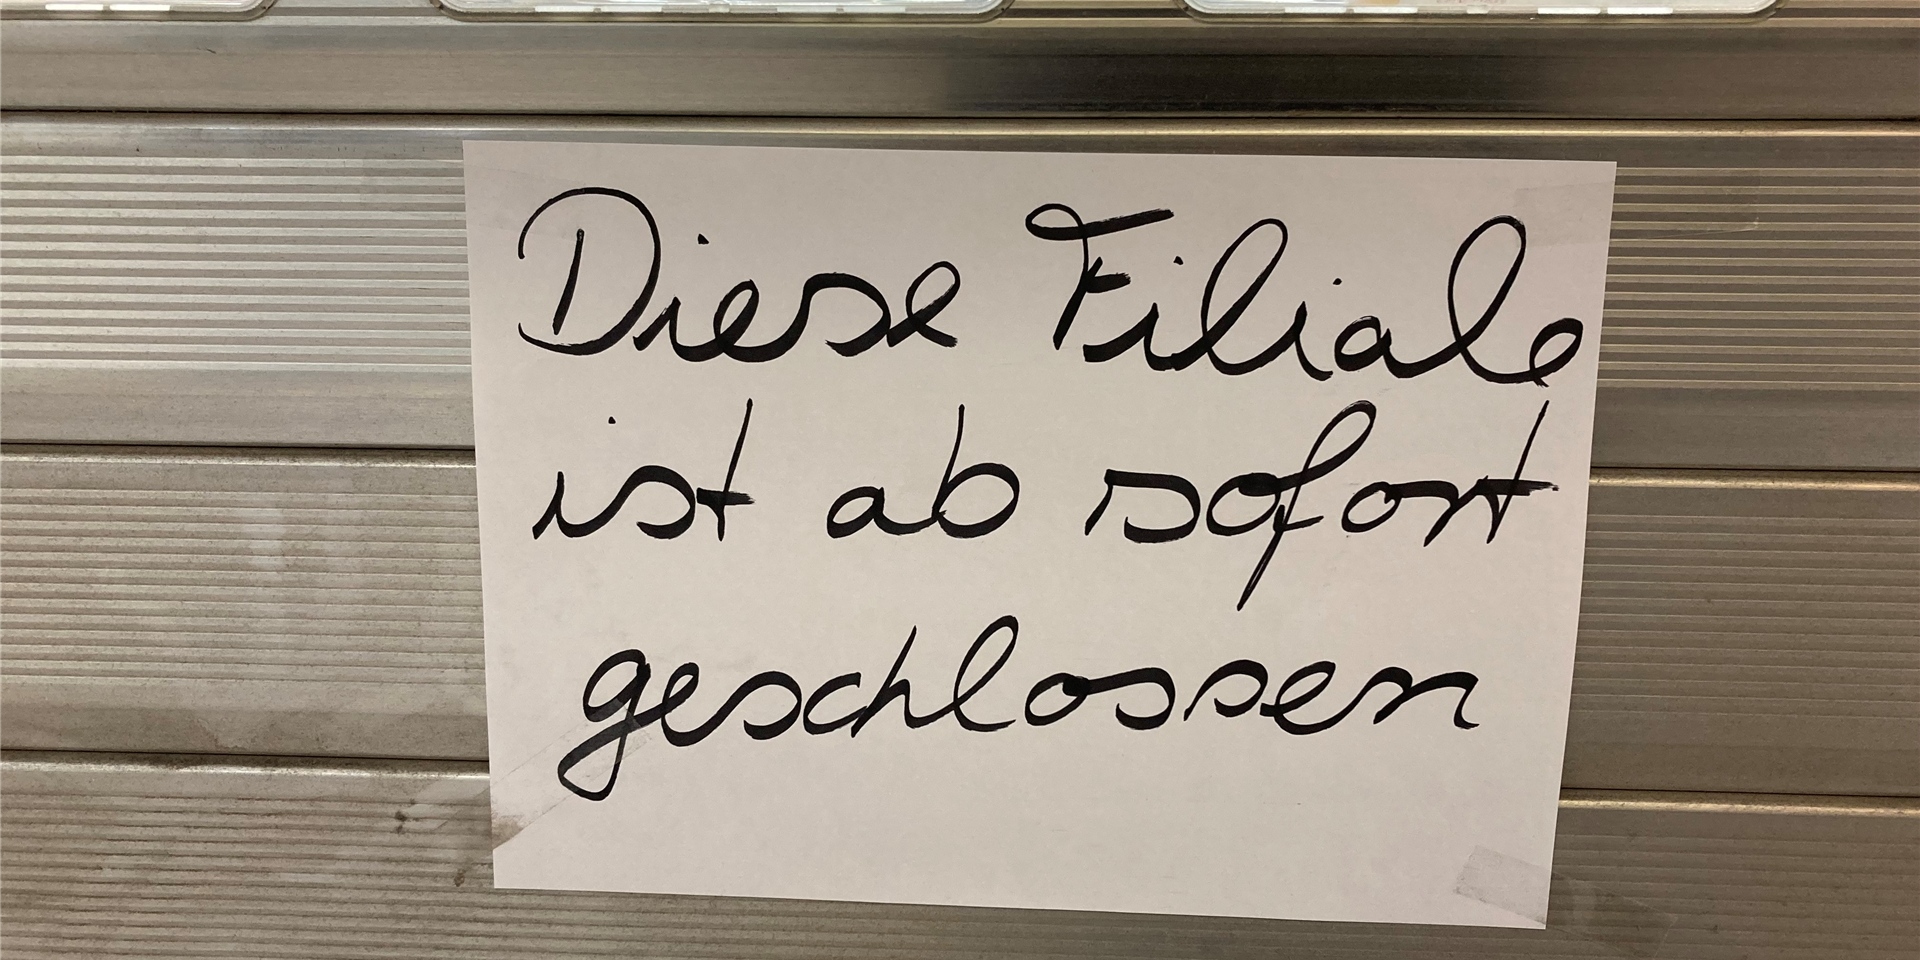 Diese Filiale
ist ab sofort
geschlossen